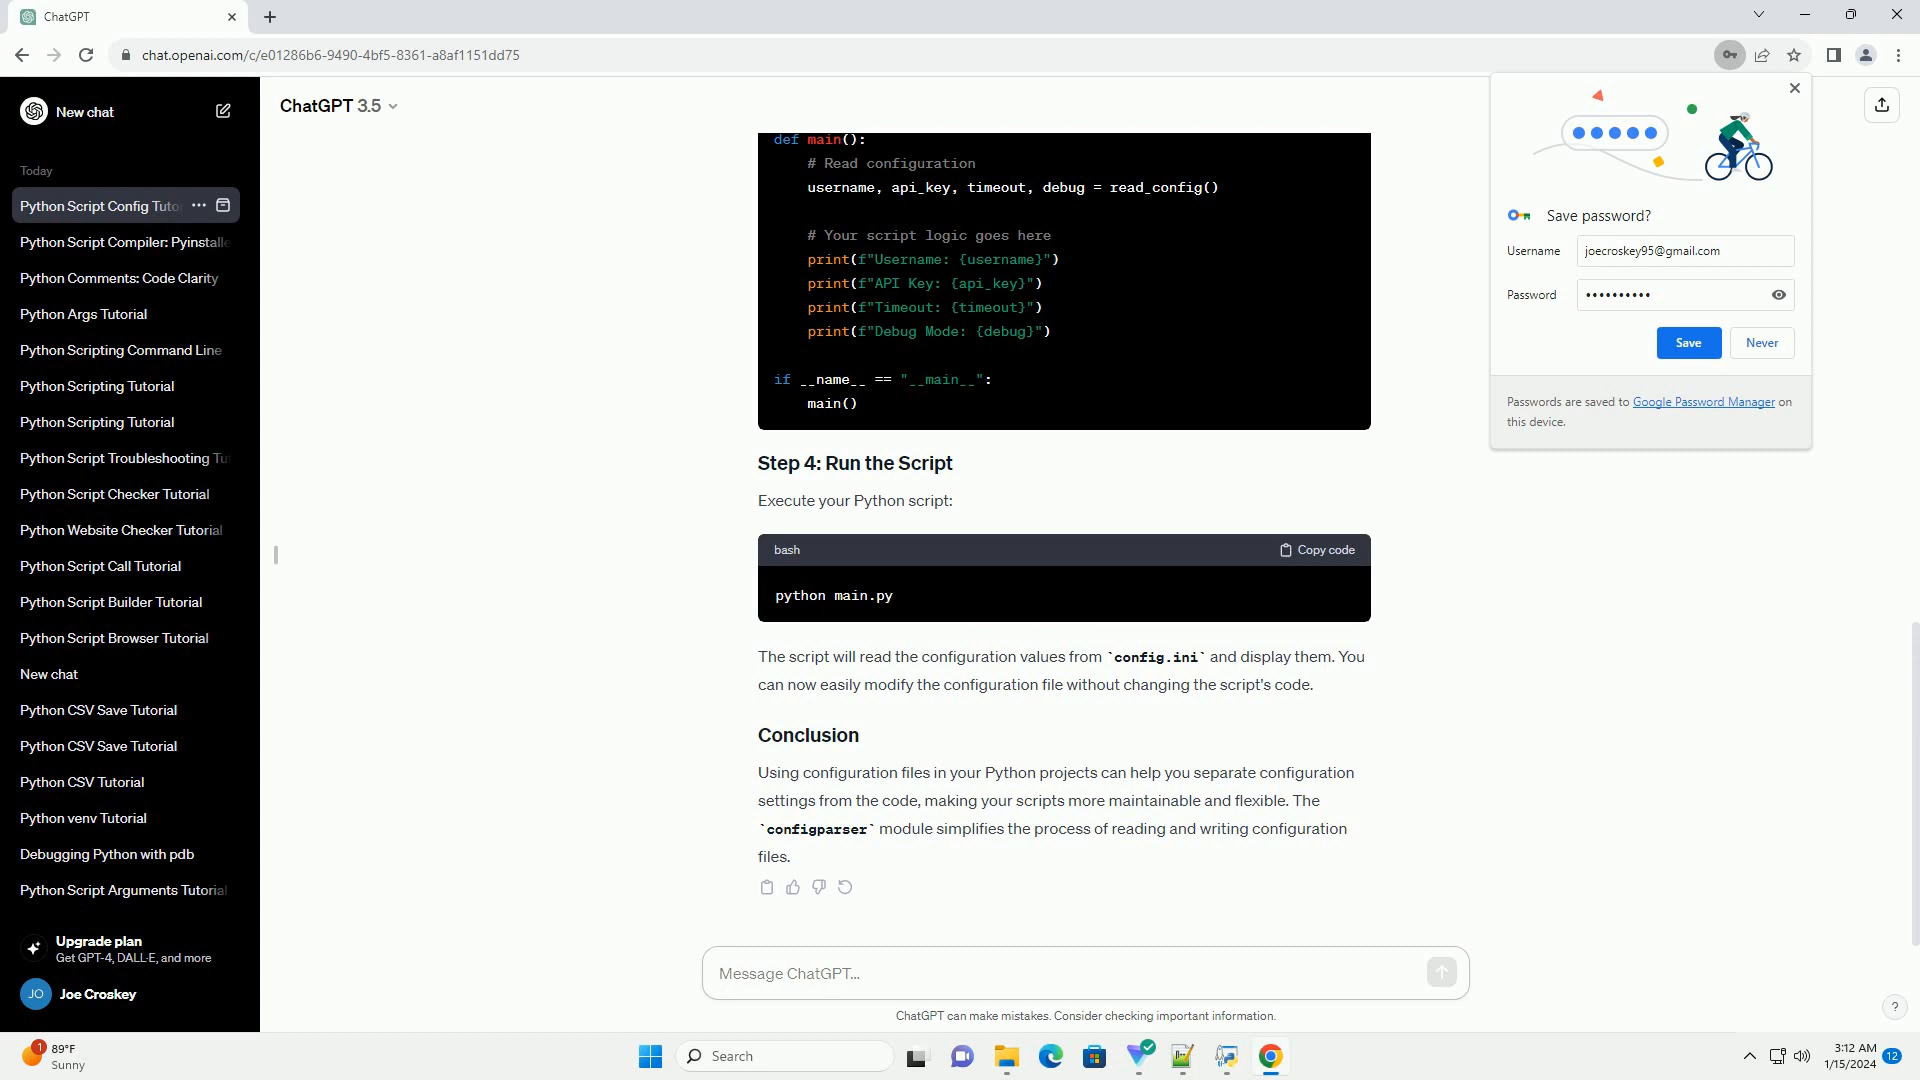 ChatGPT
chat.openai.com/c/e01286b6-9490-4bf5-8361-a8af1151dd75
New chat
Today
Python Script Config Tuto
Python Script Compiler: Pyinstalle
Python Comments: Code Clarity
Python Args Tutorial
Python Scripting Command Line
Python Scripting Tutorial
Python Scripting Tutorial
Python Script Troubleshooting Tu
Python Script Checker Tutorial
Python Website Checker Tutorial
Python Script Call Tutorial
Python Script Builder Tutorial
Python Script Browser Tutorial
New chat
Python CSV Save Tutorial
Python CSV Save Tutorial
Python CSV Tutorial
Python venv Tutorial
Debugging Python with pdb
Python Script Arguments Tutorial
Upgrade plan
Get GPT-4, DALL·E, and more
JO Joe Croskey
ChatGPT 3.5
def main():
# Read configuration
username, api_key, timeout, debug = read_config()
# Your script logic goes here
print(f"Username: {username}")
print(f"API Key: {api_key}")
print(f"Timeout: {timeout}")
print(f"Debug Mode: {debug}")
if __name__ == "__main__":
main()
Step 4: Run the Script
Execute your Python script:
bash Copy code
python main.py
The script will read the configuration values from `config.ini` and display them. You
can now easily modify the configuration file without changing the script's code.
Conclusion
Using configuration files in your Python projects can help you separate configuration
settings from the code, making your scripts more maintainable and flexible. The
`configparser` module simplifies the process of reading and writing configuration
files.
Message ChatGPT...
ChatGPT can make mistakes. Consider checking important information.
?
Save password?
Username joecroskey95@gmail.com
Password ••••••••••
Save Never
Passwords are saved to Google Password Manager on
this device.
1
89°F
Sunny
Search
3:12 AM
1/15/2024
12